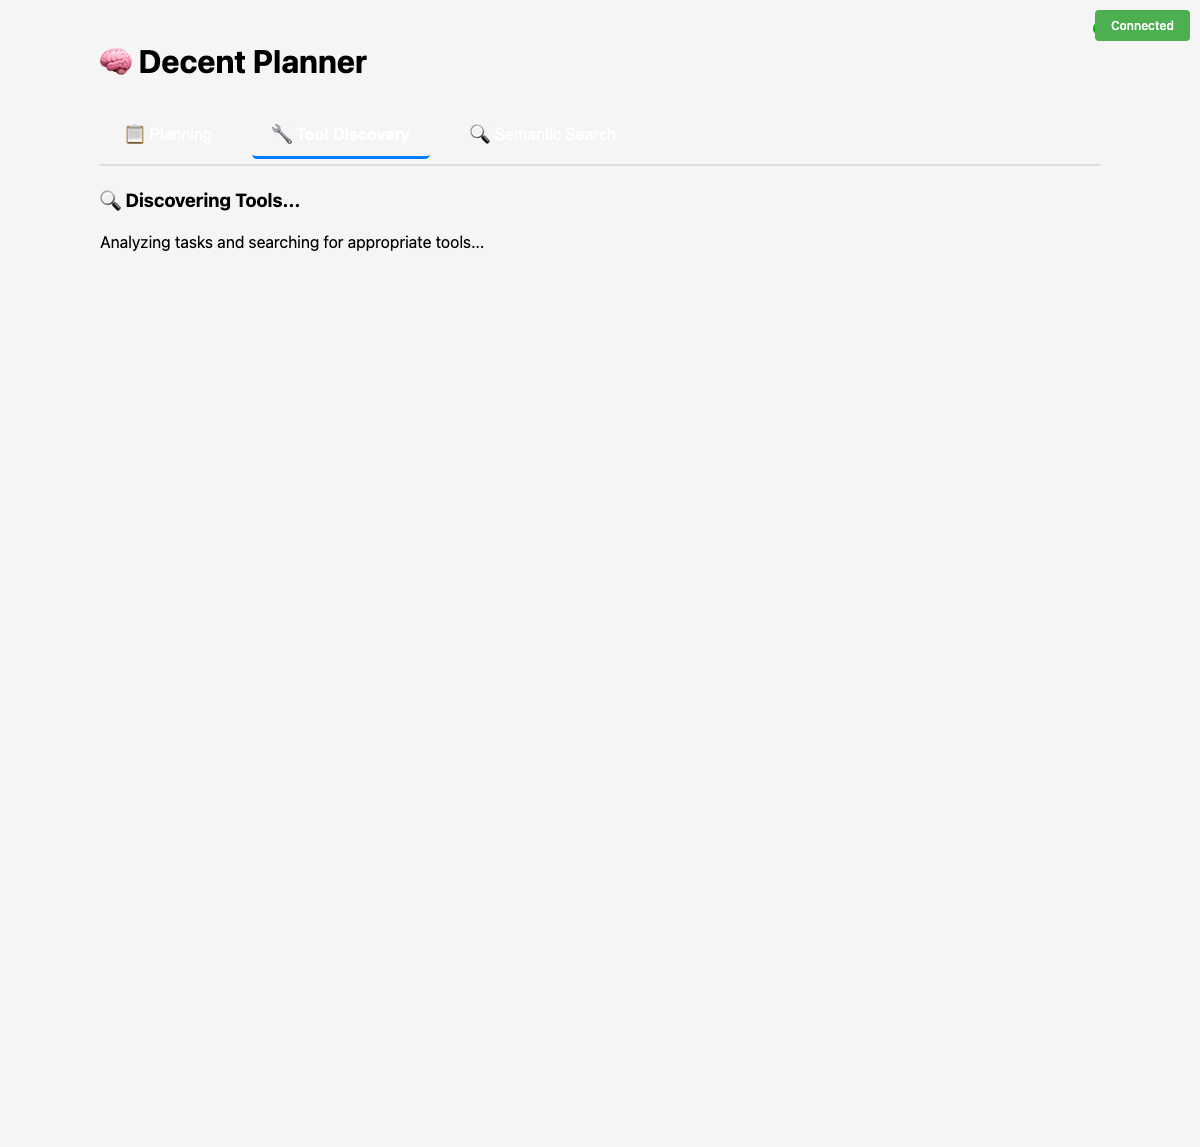 Connected
🧠 Decent Planner
📋 Planning 🔧 Tool Discovery 🔍 Semantic Search
🔍 Discovering Tools...
Analyzing tasks and searching for appropriate tools...